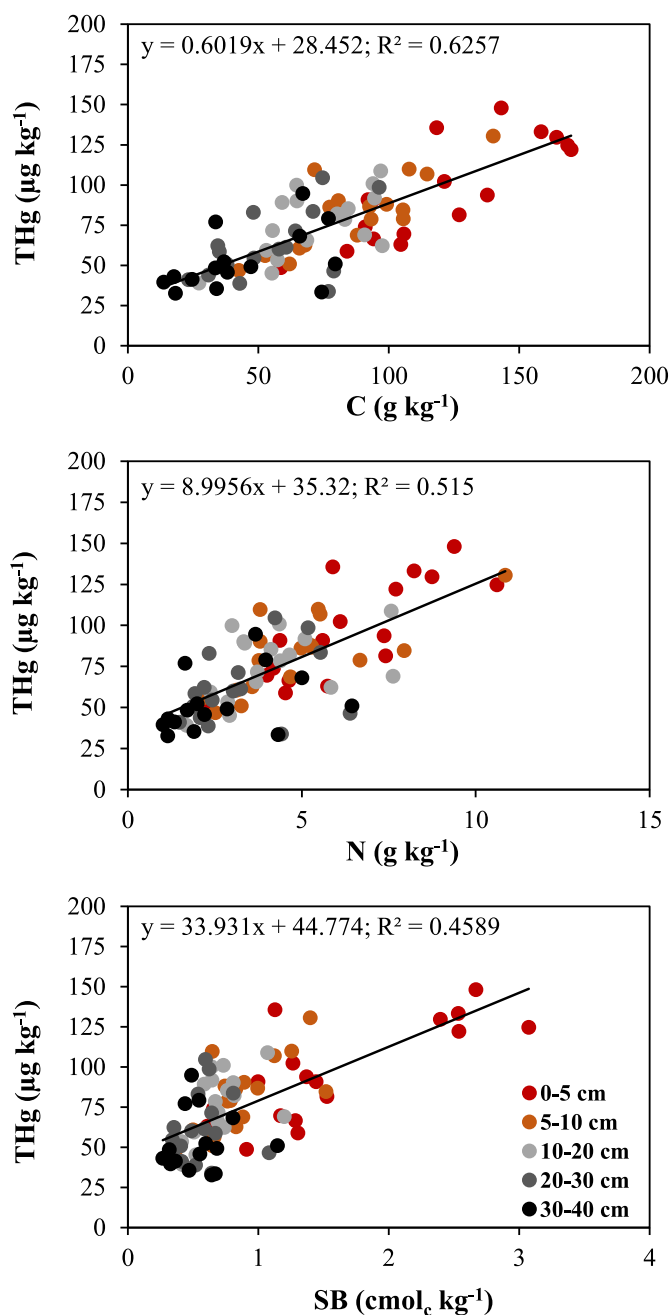 y = 0.6019x + 28.452; R² = 0.6257
200
175
150
125
100
75
50
25
0
THg (µg kg⁻¹)
0 50 100 150 200
C (g kg⁻¹)
y = 8.9956x + 35.32; R² = 0.515
200
175
150
125
100
75
50
25
0
THg (µg kg⁻¹)
0 5 10 15
N (g kg⁻¹)
y = 33.931x + 44.774; R² = 0.4589
200
175
150
125
100
75
50
25
0
THg (µg kg⁻¹)
0-5 cm
5-10 cm
10-20 cm
20-30 cm
30-40 cm
0 1 2 3 4
SB (cmolc kg⁻¹)